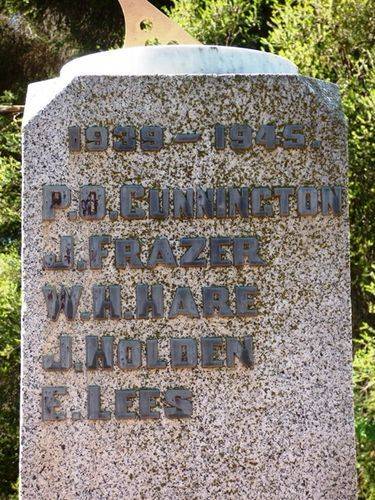 1939-1945.
P.D.CUNNINGTON
J.FRAZER
W.H.HARE
J.HOLDEN
E.LEES